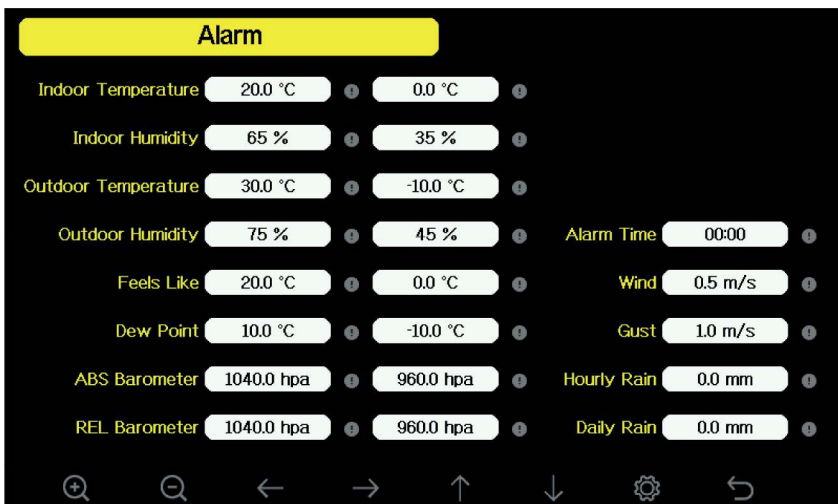 Alarm
Indoor Temperature 20.0 °C 0.0 °C
Indoor Humidity 65 % 35 %
Outdoor Temperature 30.0 °C -10.0 °C
Outdoor Humidity 75 % 45 % Alarm Time 00:00
Feels Like 20.0 °C 0.0 °C Wind 0.5 m/s
Dew Point 10.0 °C -10.0 °C Gust 1.0 m/s
ABS Barometer 1040.0 hpa 960.0 hpa Hourly Rain 0.0 mm
REL Barometer 1040.0 hpa 960.0 hpa Daily Rain 0.0 mm